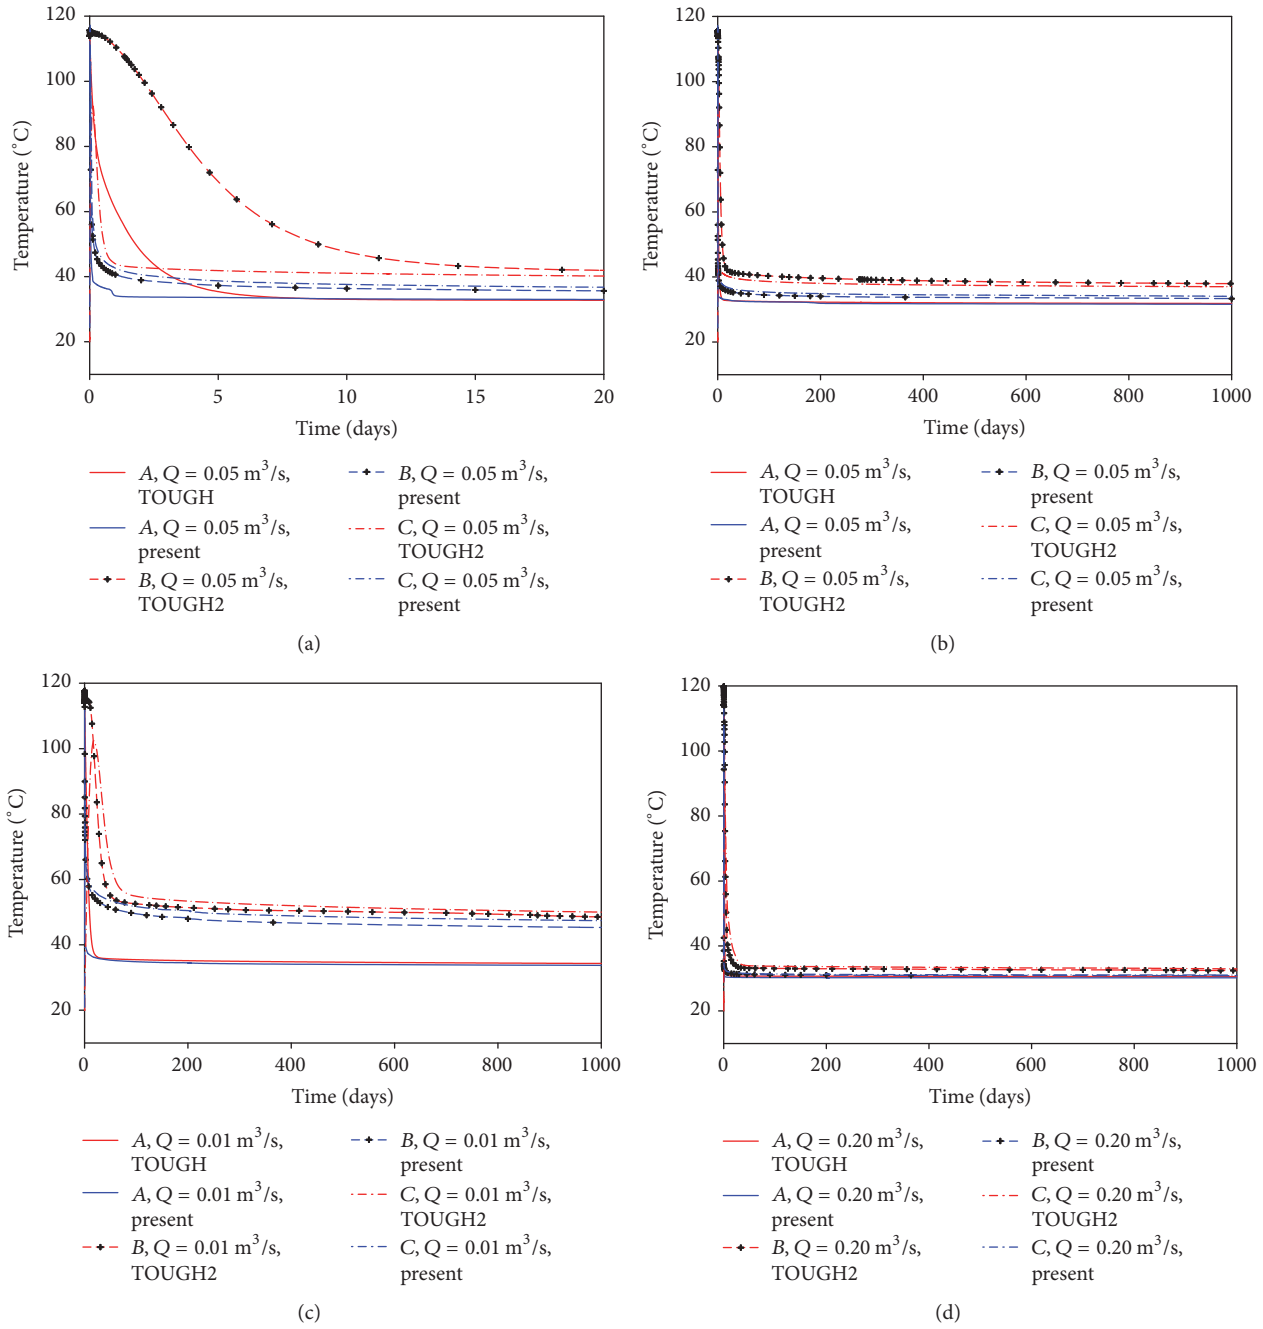 120
100
80
60
40
20
Temperature (°C)
0
5
10
15
20
Time (days)
A, Q = 0.05 m³/s,
TOUGH
A, Q = 0.05 m³/s,
present
B, Q = 0.05 m³/s,
TOUGH2
B, Q = 0.05 m³/s,
present
C, Q = 0.05 m³/s,
TOUGH2
C, Q = 0.05 m³/s,
present
(a)
120
100
80
60
40
20
Temperature (°C)
0
200
400
600
800
1000
Time (days)
A, Q = 0.05 m³/s,
TOUGH
A, Q = 0.05 m³/s,
present
B, Q = 0.05 m³/s,
TOUGH2
B, Q = 0.05 m³/s,
present
C, Q = 0.05 m³/s,
TOUGH2
C, Q = 0.05 m³/s,
present
(b)
120
100
80
60
40
20
Temperature (°C)
0
200
400
600
800
1000
Time (days)
A, Q = 0.01 m³/s,
TOUGH
A, Q = 0.01 m³/s,
present
B, Q = 0.01 m³/s,
TOUGH2
B, Q = 0.01 m³/s,
present
C, Q = 0.01 m³/s,
TOUGH2
C, Q = 0.01 m³/s,
present
(c)
120
100
80
60
40
20
Temperature (°C)
0
200
400
600
800
1000
Time (days)
A, Q = 0.20 m³/s,
TOUGH
A, Q = 0.20 m³/s,
present
B, Q = 0.20 m³/s,
TOUGH2
B, Q = 0.20 m³/s,
present
C, Q = 0.20 m³/s,
TOUGH2
C, Q = 0.20 m³/s,
present
(d)